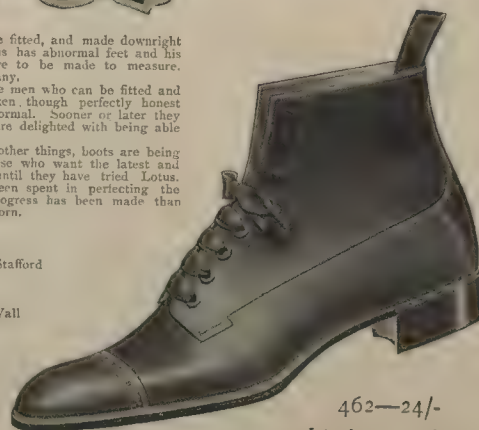 e fitted, and made downright
s has abnormal feet and his
e to be made to measure.
any.
e men who can be fitted and
ken, though perfectly honest
ormal. Sooner or later they
re delighted with being able
other things, boots are being
se who want the latest and
until they have tried Lotus.
een spent in perfecting the
ogress has been made than
orn.
Stafford
Vall
462—24/-